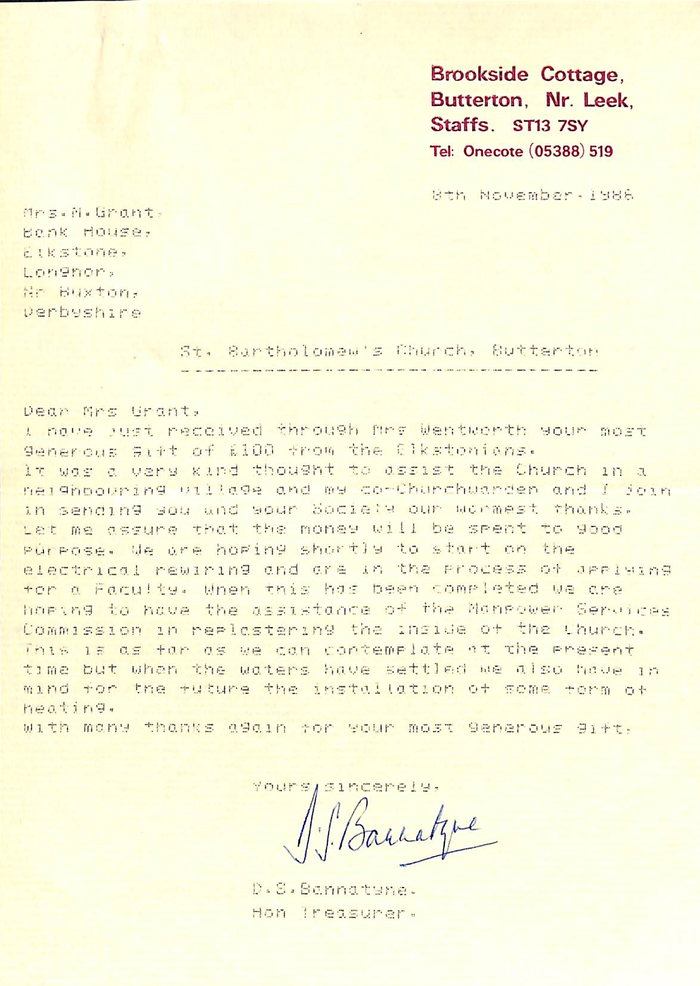 Brookside Cottage,
Butterton, Nr. Leek,
Staffs. ST13 7SY
Tel: Onecote (05388) 519
8th November.1986
Mrs.M.Grant,
Bank House,
Elkstone,
Longnor,
Nr Buxton,
Derbyshire
St. Bartholomew's Church, Butterton
Dear Mrs Grant,
I have just received through Mrs Wentworth your most
generous gift of £100 from the Elkstonians.
It was a very kind thought to assist the Church in a
neighbouring village and my co-Churchwarden and I join
in sending you and your Society our warmest thanks.
Let me assure that the money will be spent to good
purpose. We are hoping shortly to start on the
electrical rewiring and are in the process of applying
for a Faculty. When this has been completed we are
hoping to have the assistance of the Manpower Services
Commission in replastering the inside of the Church.
This is as far as we can contemplate at the present
time but when the waters have settled we also have in
mind for the future the installation of some form of
heating.
With many thanks again for your most generous gift.
Yours sincerely,
D.S.Bannatyne
D.S.Bannatyne.
Hon Treasurer.